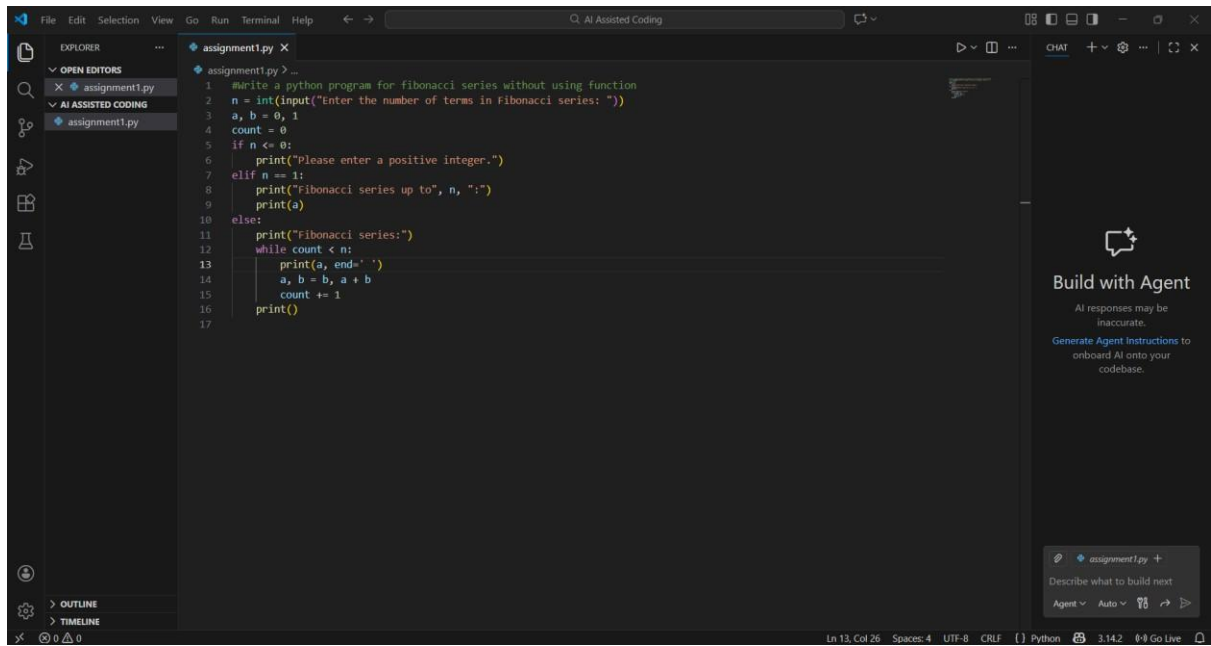 File Edit Selection View Go Run Terminal Help
AI Assisted Coding
EXPLORER
OPEN EDITORS
assignment1.py
AI ASSISTED CODING
assignment1.py
OUTLINE
TIMELINE
assignment1.py
assignment1.py > ...
1 #Write a python program for fibonacci series without using function
2 n = int(input("Enter the number of terms in Fibonacci series: "))
3 a, b = 0, 1
4 count = 0
5 if n <= 0:
6     print("Please enter a positive integer.")
7 elif n == 1:
8     print("Fibonacci series up to", n, ":")
9     print(a)
10 else:
11     print("Fibonacci series:")
12     while count < n:
13         print(a, end=' ')
14         a, b = b, a + b
15         count += 1
16     print()
17
CHAT
Build with Agent
AI responses may be
inaccurate.
Generate Agent Instructions to
onboard AI onto your
codebase.
assignment1.py
Describe what to build next
Agent Auto
0 0 Ln 13, Col 26 Spaces: 4 UTF-8 CRLF {} Python 3.14.2 Go Live